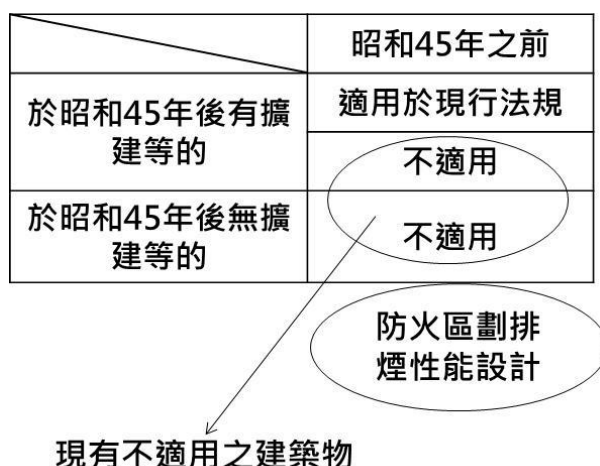 昭和45年之前
於昭和45年後有擴
建等的
適用於現行法規
不適用
於昭和45年後無擴
建等的
不適用
防火區劃排
煙性能設計
現有不適用之建築物